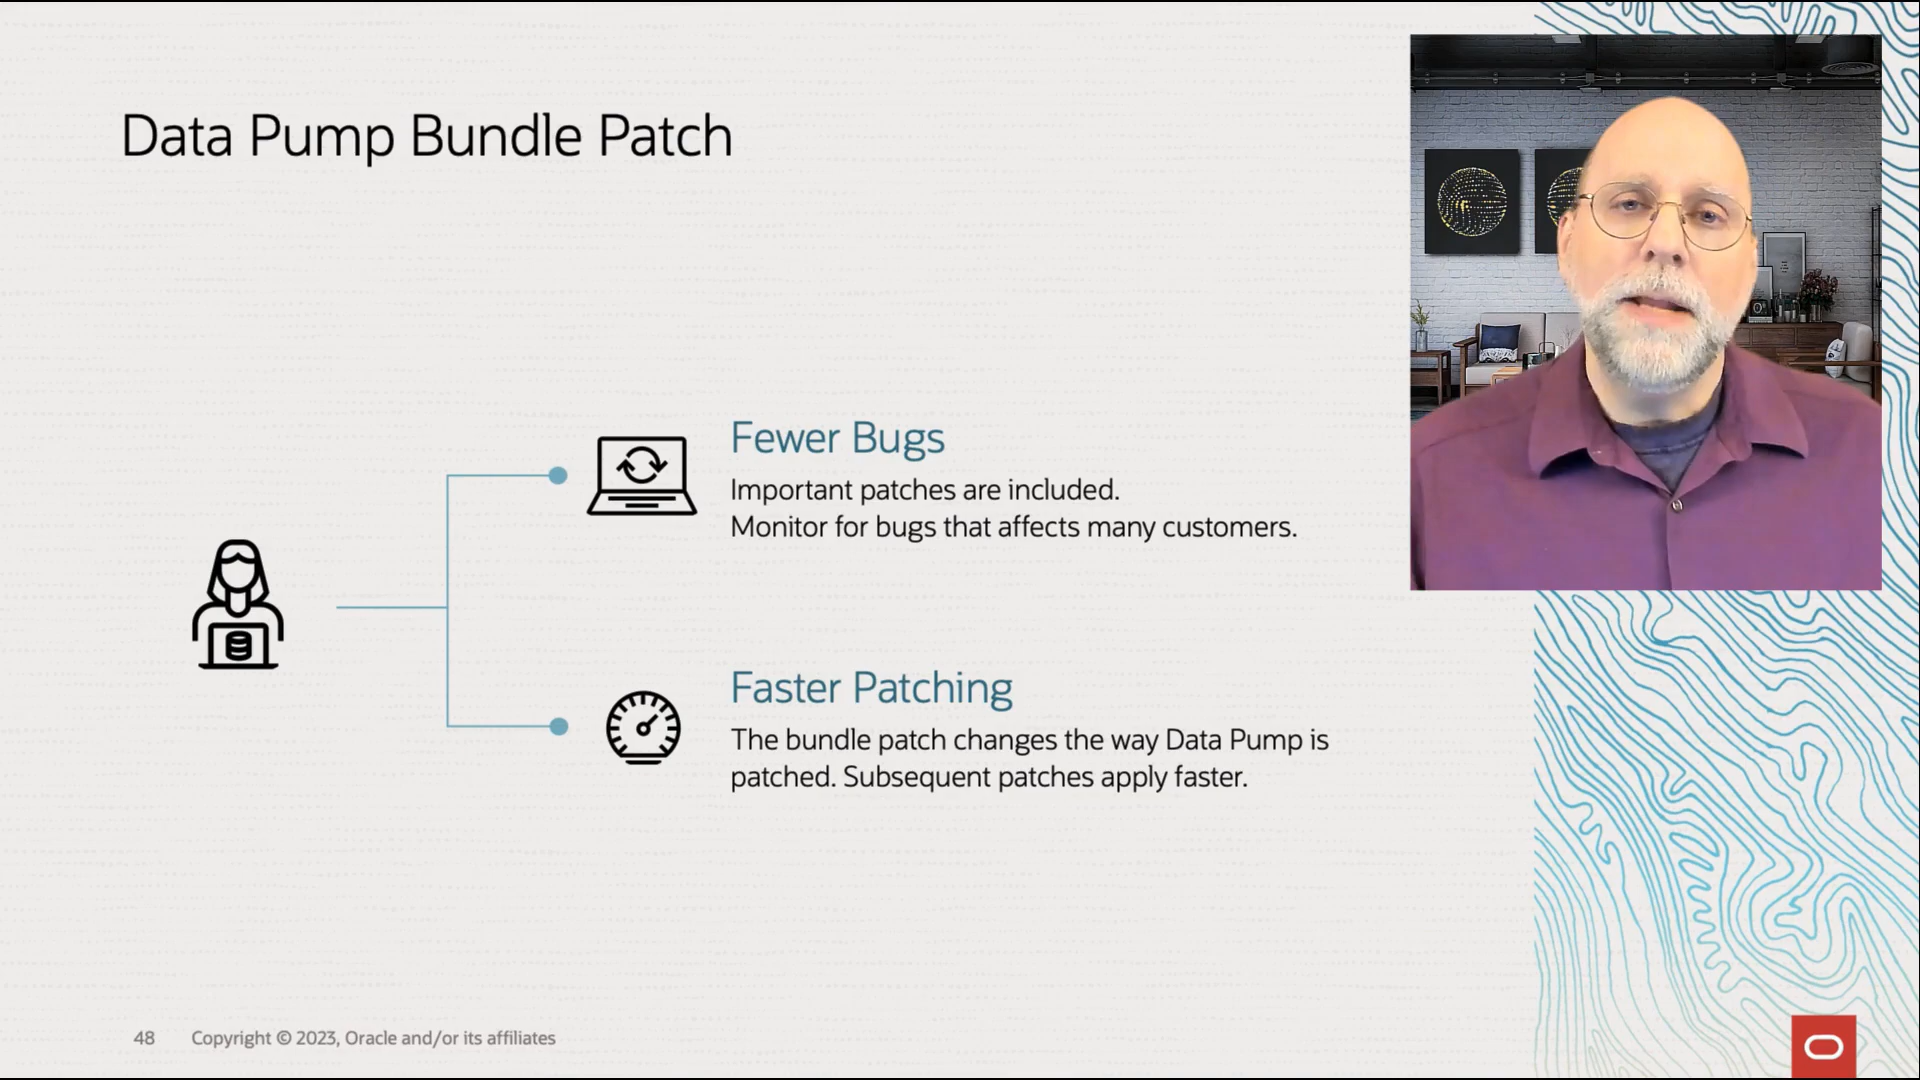 Data Pump Bundle Patch
Fewer Bugs
Important patches are included.
Monitor for bugs that affects many customers.
Faster Patching
The bundle patch changes the way Data Pump is
patched. Subsequent patches apply faster.
48 Copyright © 2023, Oracle and/or its affiliates